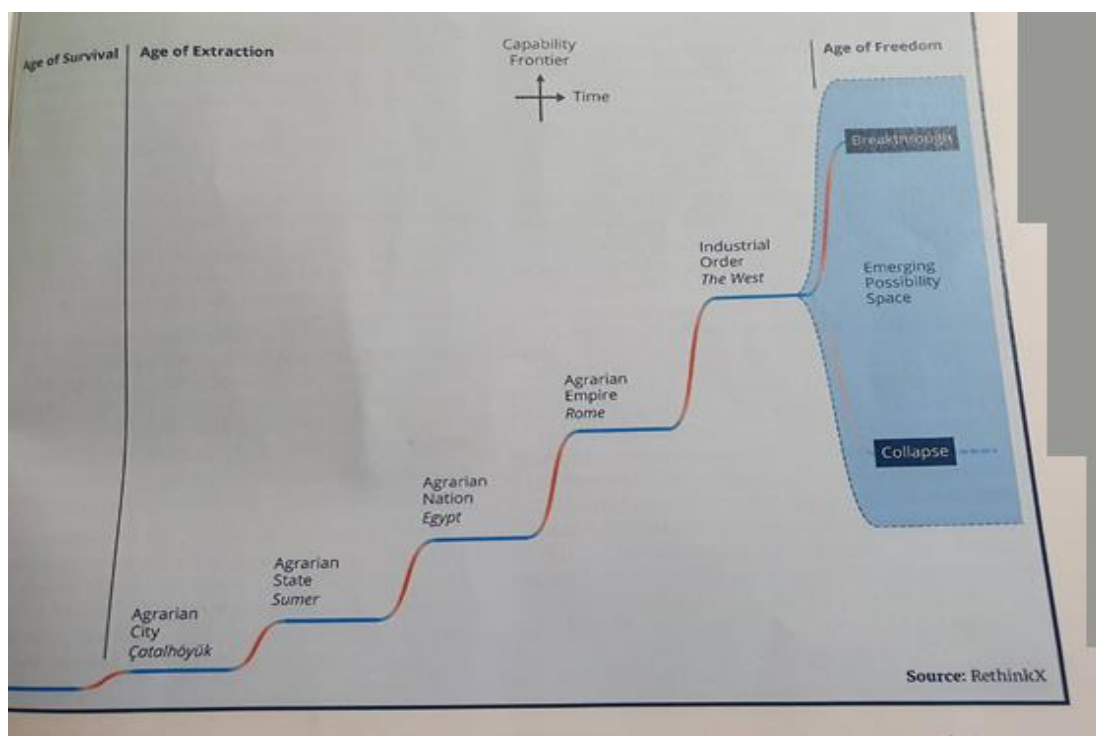 Age of Survival
Age of Extraction
Capability
Frontier
Time
Age of Freedom
Breakthrough
Industrial
Order
The West
Emerging
Possibility
Space
Agrarian
Empire
Rome
Collapse
Agrarian
Nation
Egypt
Agrarian
State
Sumer
Agrarian
City
Çatalhöyük
Source: RethinkX